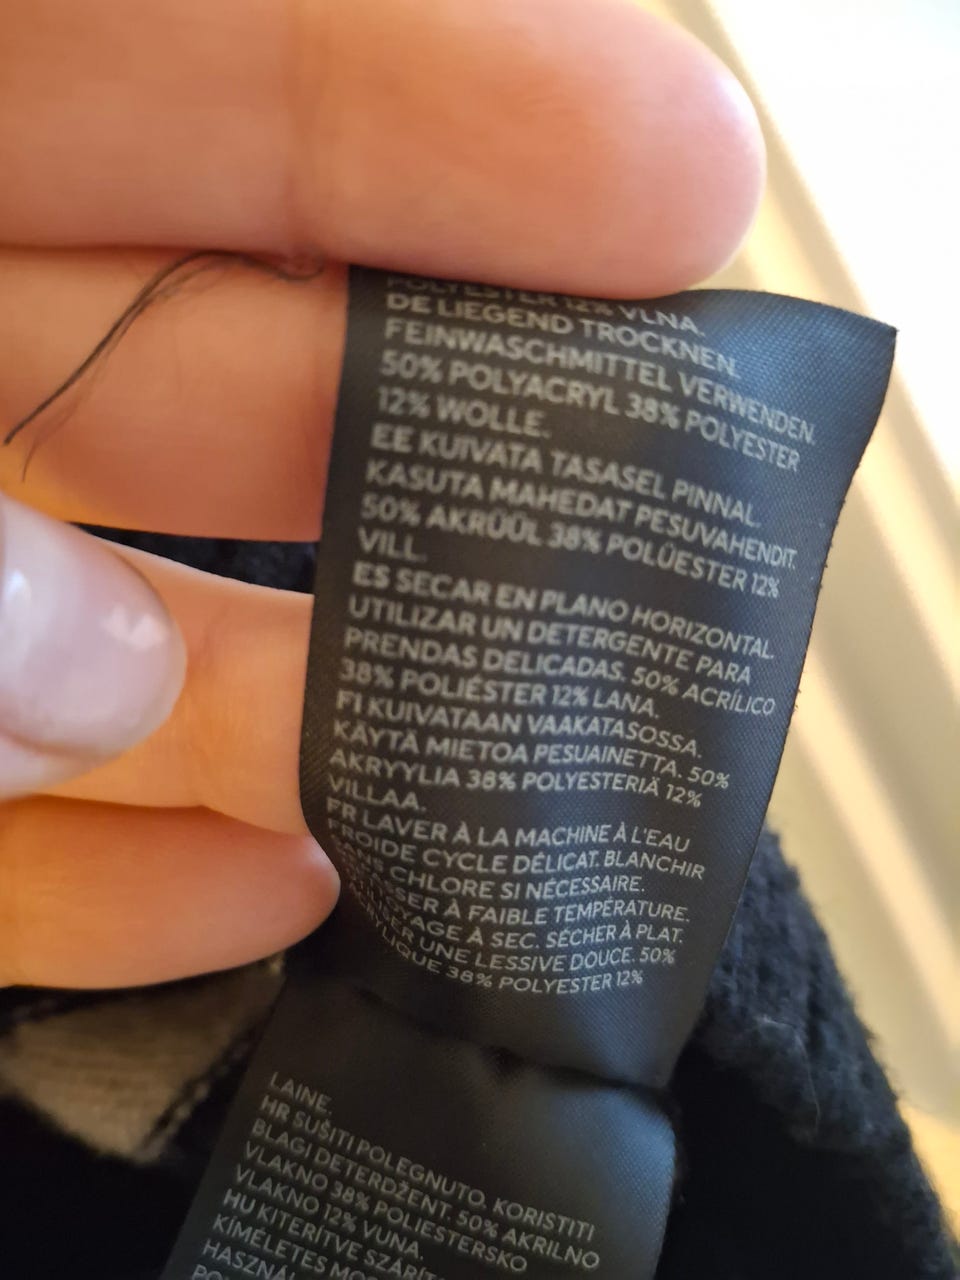 POLYESTER 12% VLNA.
DE LIEGEND TROCKNEN.
FEINWASCHMITTEL VERWENDEN.
50% POLYACRYL 38% POLYESTER
12% WOLLE.
EE KUIVATA TASASEL PINNAL.
KASUTA MAHEDAT PESUVAHENDIT.
50% AKRÜÜL 38% POLÜESTER 12%
VILL.
ES SECAR EN PLANO HORIZONTAL.
UTILIZAR UN DETERGENTE PARA
PRENDAS DELICADAS. 50% ACRÍLICO
38% POLIÉSTER 12% LANA.
FI KUIVATAAN VAAKATASOSSA.
KÄYTÄ MIETOA PESUAINETTA. 50%
AKRYYLIA 38% POLYESTERIÄ 12%
VILLAA.
FR LAVER À LA MACHINE À L'EAU
FROIDE CYCLE DÉLICAT. BLANCHIR
CHLORE SI NÉCESSAIRE.
À FAIBLE TEMPÉRATURE.
À SEC. SÉCHER À PLAT.
UNE LESSIVE DOUCE. 50%
38% POLYESTER 12%
LAINE.
HR SUŠITI POLEGNUTO. KORISTITI
BLAGI DETERDŽENT. 50% AKRILNO
VLAKNO 38% POLIESTERSKO
VLAKNO 12% VUNA.
HU KITERÍTVE
KÍMÉLETES